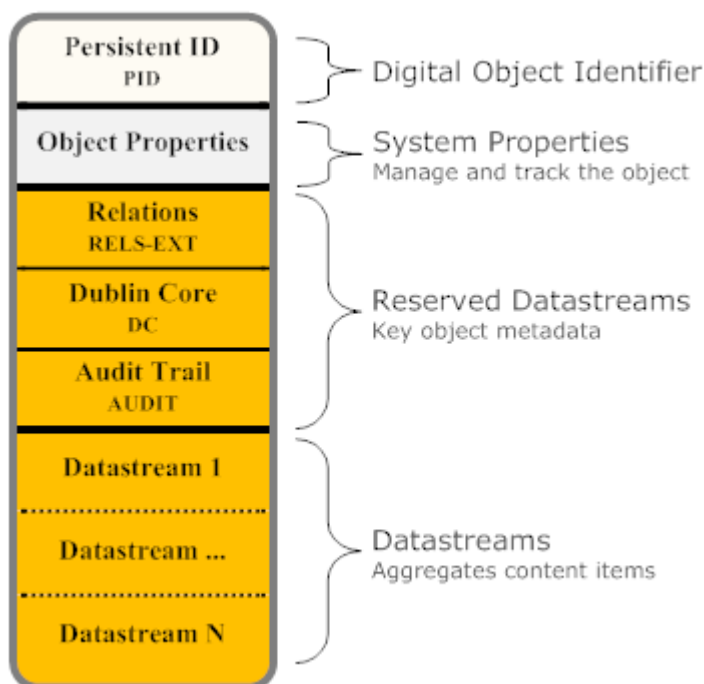 Persistent ID
PID
Digital Object Identifier
Object Properties
System Properties
Manage and track the object
Relations
RELS-EXT
Dublin Core
DC
Reserved Datastreams
Key object metadata
Audit Trail
AUDIT
Datastream 1
Datastream ...
Datastreams
Aggregates content items
Datastream N